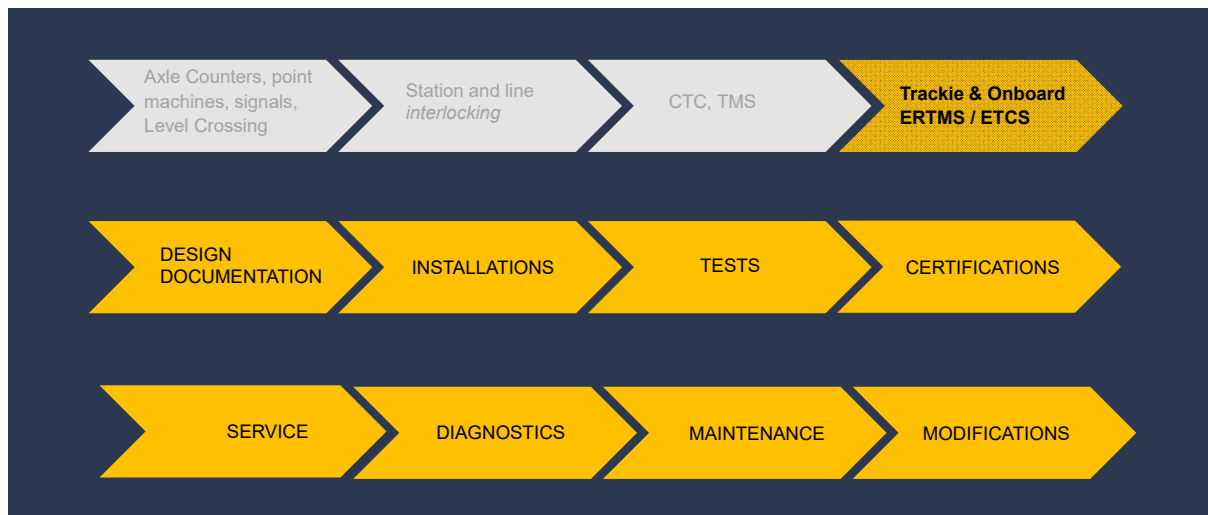 Axle Counters, point
machines, signals,
Level Crossing
Station and line
interlocking
CTC, TMS
Trackie & Onboard
ERTMS / ETCS
DESIGN
DOCUMENTATION
INSTALLATIONS
TESTS
CERTIFICATIONS
SERVICE
DIAGNOSTICS
MAINTENANCE
MODIFICATIONS